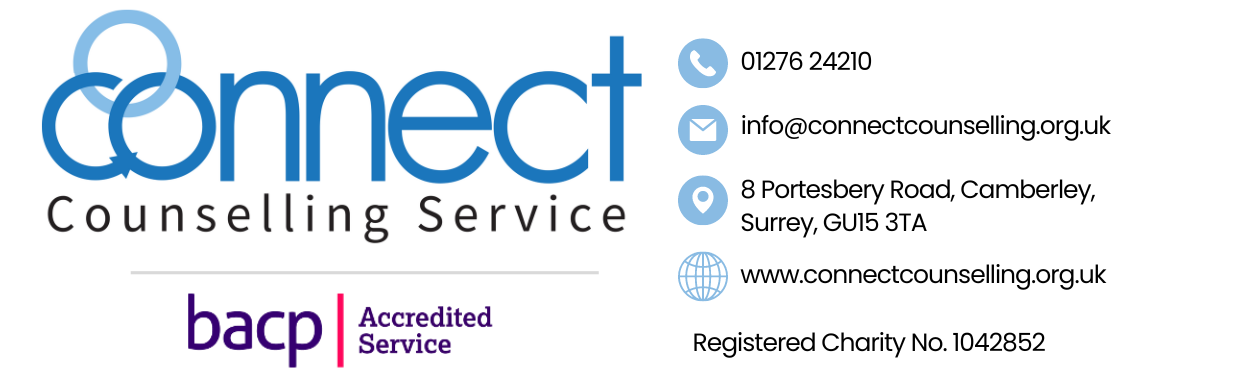 connect
Counselling Service
bacp
Accredited
Service
01276 24210
info@connectcounselling.org.uk
8 Portesbery Road, Camberley,
Surrey, GU15 3TA
www.connectcounselling.org.uk
Registered Charity No. 1042852